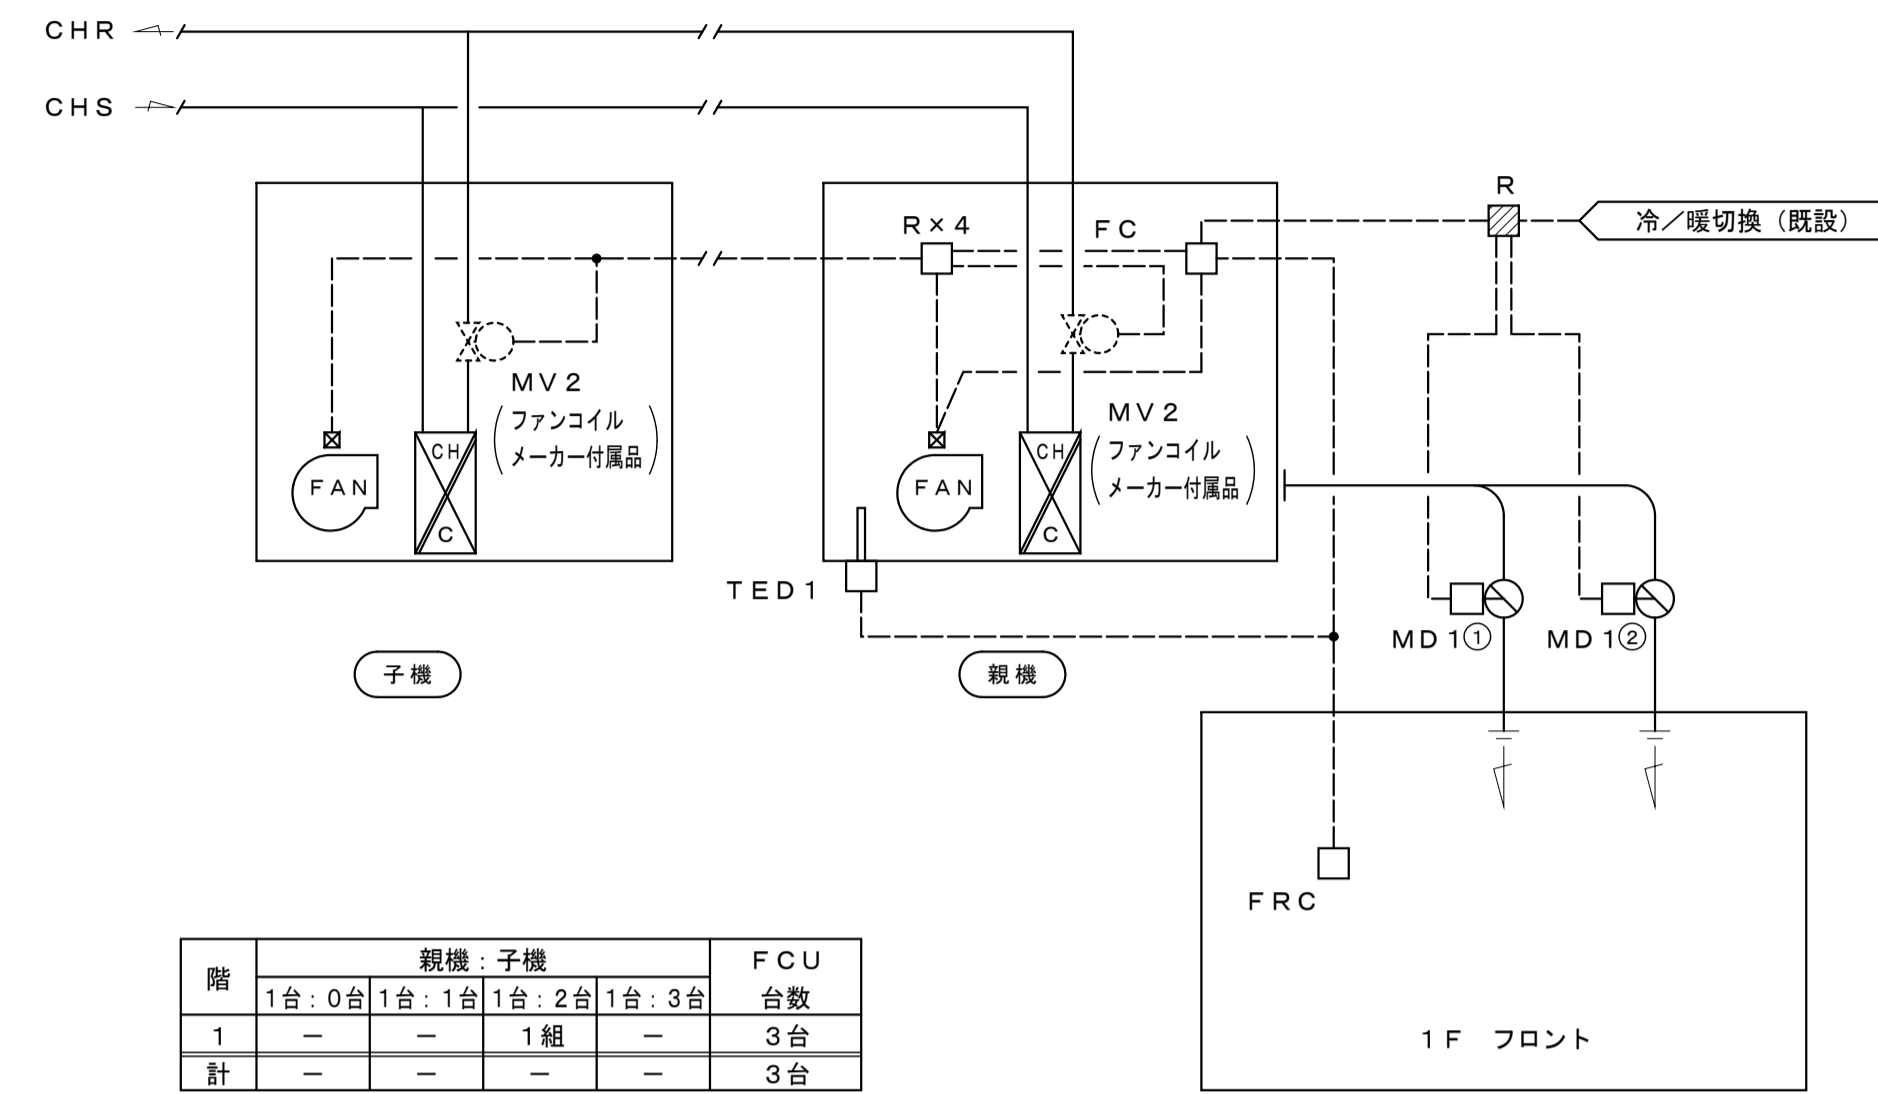 CHR
CHS
R
冷／暖切換（既設）
R×4
FC
MV2
（ファンコイル
メーカー付属品）
MV2
（ファンコイル
メーカー付属品）
CH
C
FAN
CH
C
FAN
TED1
MD1①
MD1②
子機
親機
FRC
1F フロント
階
親機：子機
FCU
台数
1台：0台 1台：1台 1台：2台 1台：3台
1 － － 1組 － 3台
計 － － － － 3台